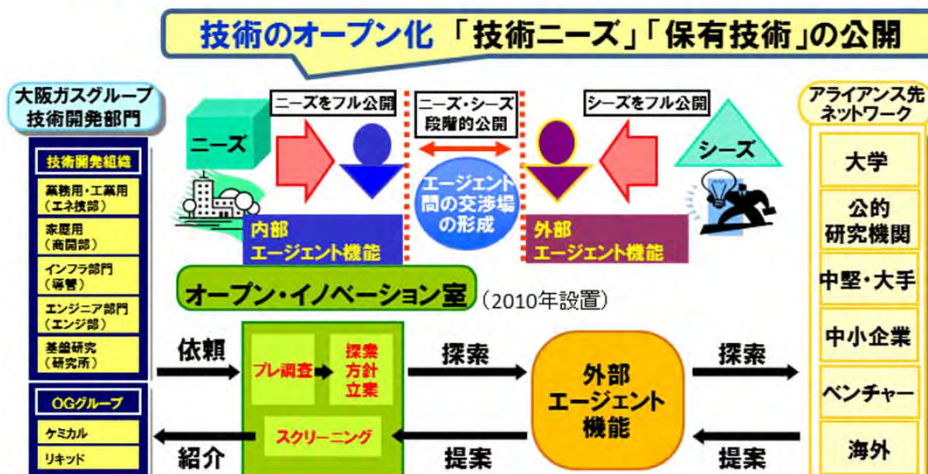 技術のオープン化 「技術ニーズ」「保有技術」の公開
大阪ガスグループ
技術開発部門
技術開発組織
業務用・工業用
(エネ技部)
家庭用
(商開部)
インフラ部門
(導管)
エンジニア部門
(エンジ部)
基盤研究
(研究所)
OGグループ
ケミカル
リキッド
ニーズ
ニーズをフル公開
ニーズ・シーズ
段階的公開
シーズをフル公開
シーズ
エージェント
間の交渉場
の形成
内部
エージェント機能
外部
エージェント機能
オープン・イノベーション室
(2010年設置)
依頼
プレ調査
探索
方針
立案
スクリーニング
紹介
探索
提案
外部
エージェント
機能
探索
提案
アライアンス先
ネットワーク
大学
公的
研究機関
中堅・大手
中小企業
ベンチャー
海外